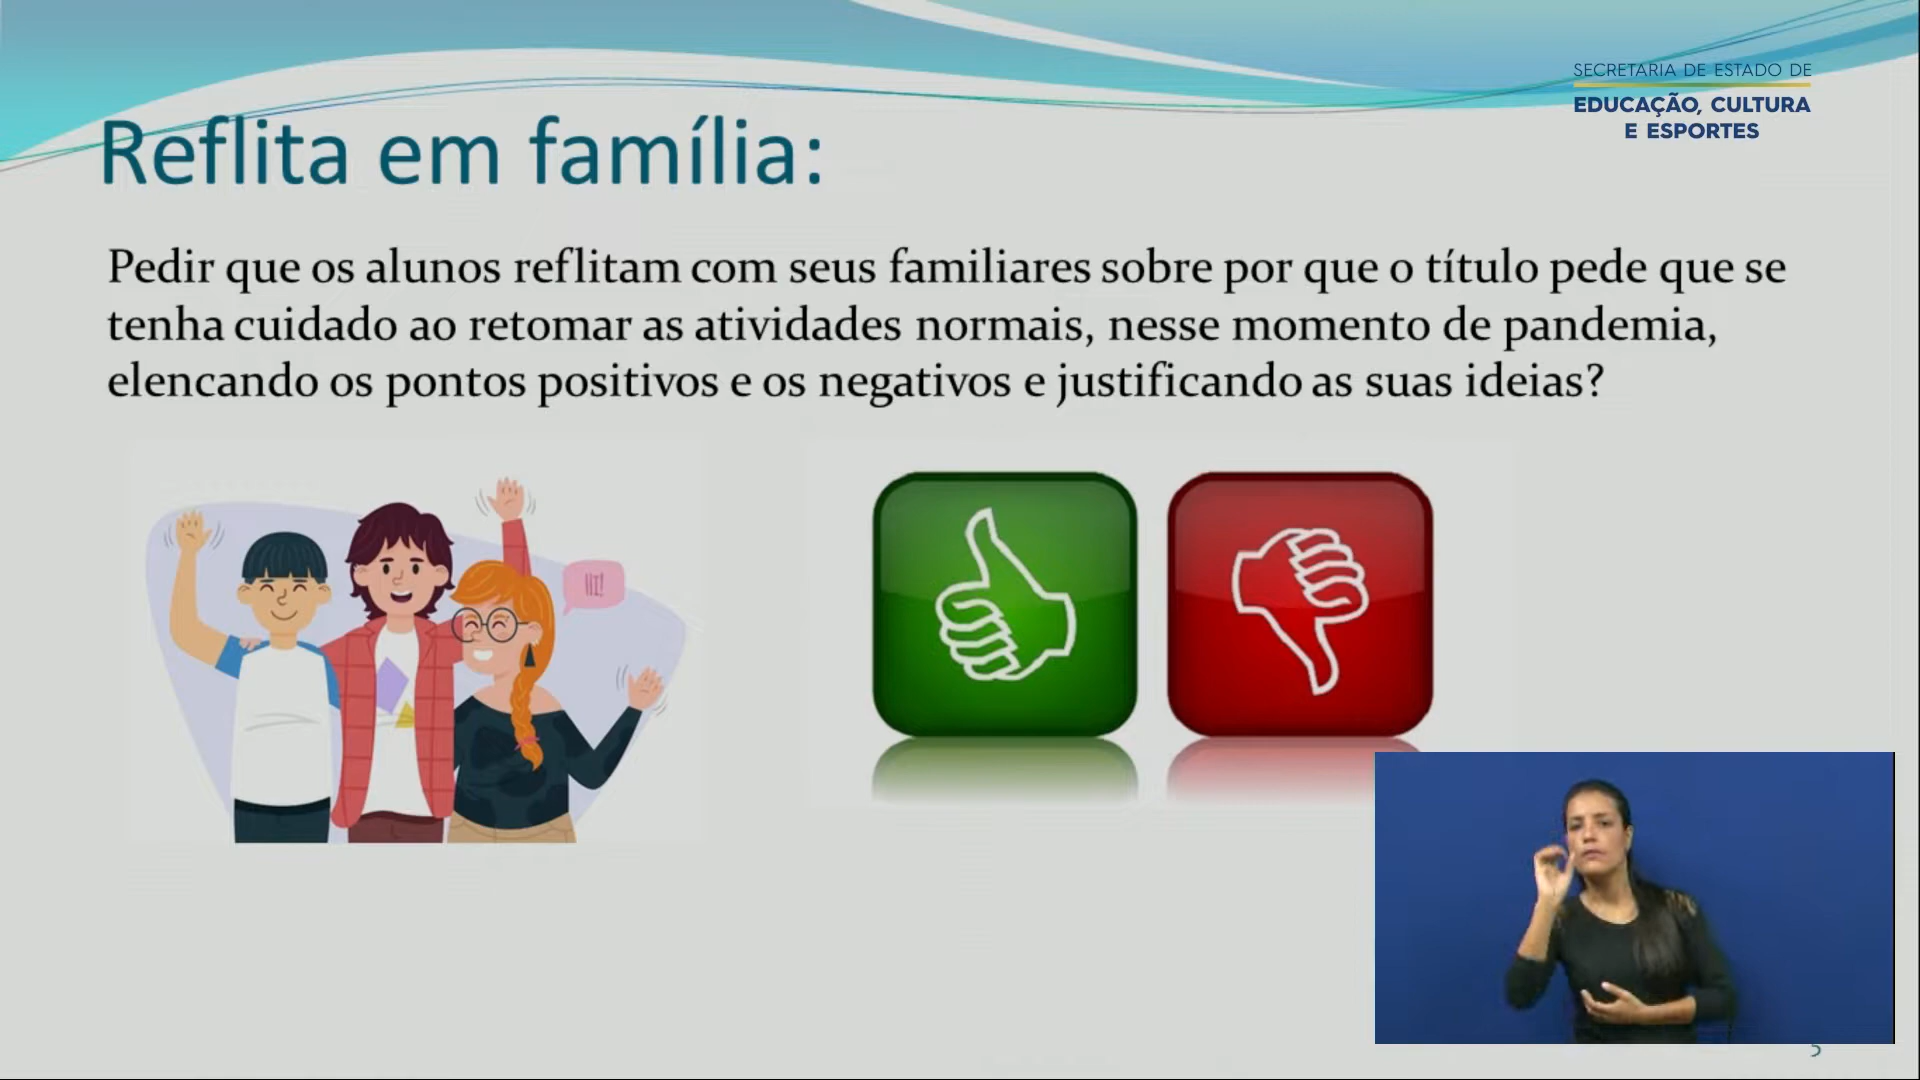 SECRETARIA DE ESTADO DE
EDUCAÇÃO, CULTURA
E ESPORTES
Reflita em família:
Pedir que os alunos reflitam com seus familiares sobre por que o título pede que se
tenha cuidado ao retomar as atividades normais, nesse momento de pandemia,
elencando os pontos positivos e os negativos e justificando as suas ideias?
HI!
5